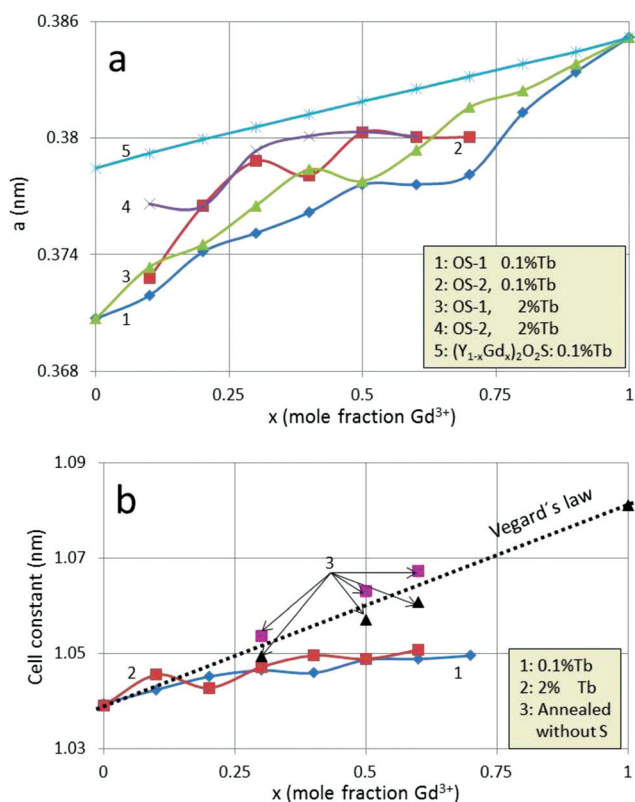 a
0.386
0.38
0.374
0.368
a (nm)
5
4
3
2
1
1: OS-1 0.1%Tb
2: OS-2, 0.1%Tb
3: OS-1, 2%Tb
4: OS-2, 2%Tb
5: (Y1-xGdx)2O2S: 0.1%Tb
0 0.25 0.5 0.75 1
x (mole fraction Gd3+)
b
1.09
1.07
1.05
1.03
Cell constant (nm)
Vegard´s law
3
2
1
1: 0.1%Tb
2: 2% Tb
3: Annealed
without S
0 0.25 0.5 0.75 1
x (mole fraction Gd3+)